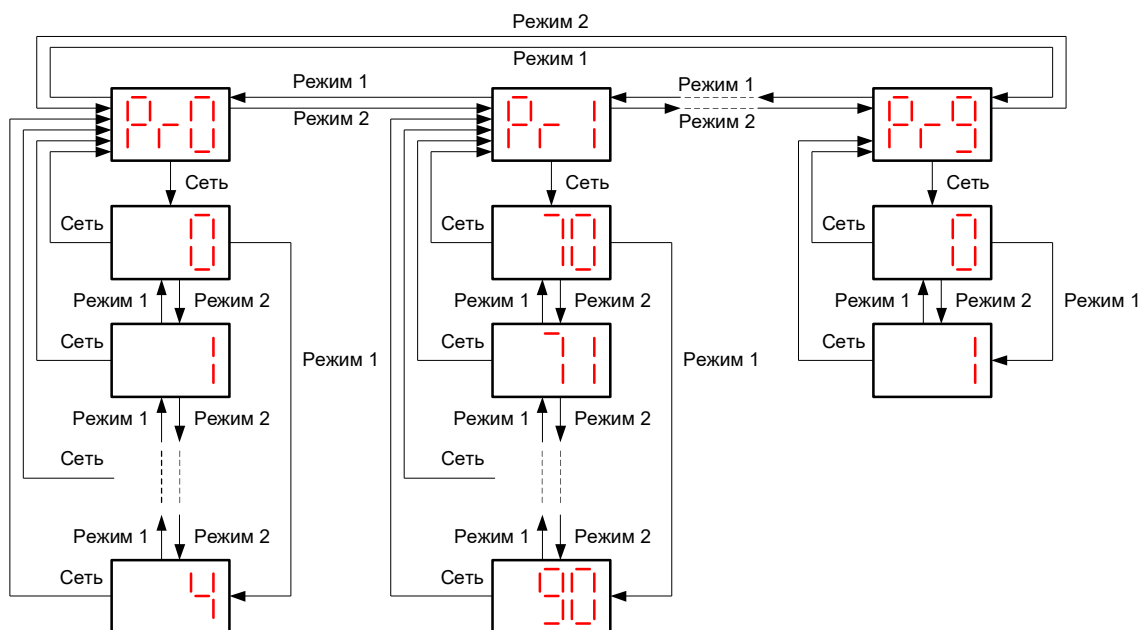 Режим 2
Режим 1
Режим 1
Режим 1
Pr-0
Pr-1
Pr-9
Режим 2
Режим 2
Сеть
Сеть
Сеть
Сеть
0
Сеть
70
Сеть
0
Режим 1
Режим 2
Режим 1
Режим 2
Режим 1
Режим 2
Режим 1
Сеть
1
Сеть
71
Сеть
1
Режим 1
Режим 1
Режим 1
Режим 2
Режим 1
Режим 2
Сеть
Сеть
Режим 1
Режим 2
Режим 1
Режим 2
Сеть
4
Сеть
90